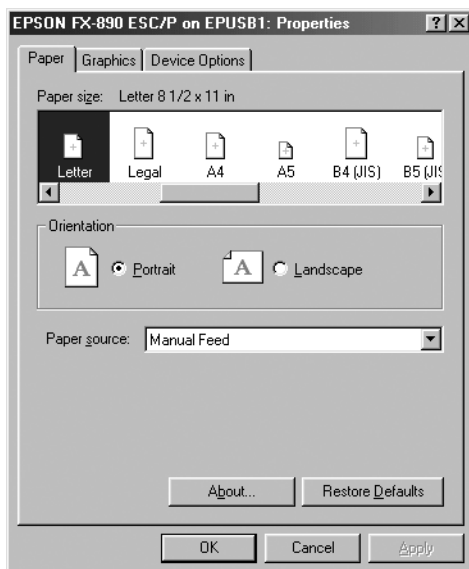 EPSON FX-890 ESC/P on EPUSB1: Properties ? ×
Paper Graphics Device Options
Paper size: Letter 8 1/2 x 11 in
Letter Legal A4 A5 B4 (JIS) B5 (JIS
Orientation
A Portrait A Landscape
Paper source: Manual Feed
About... Restore Defaults
OK Cancel Apply